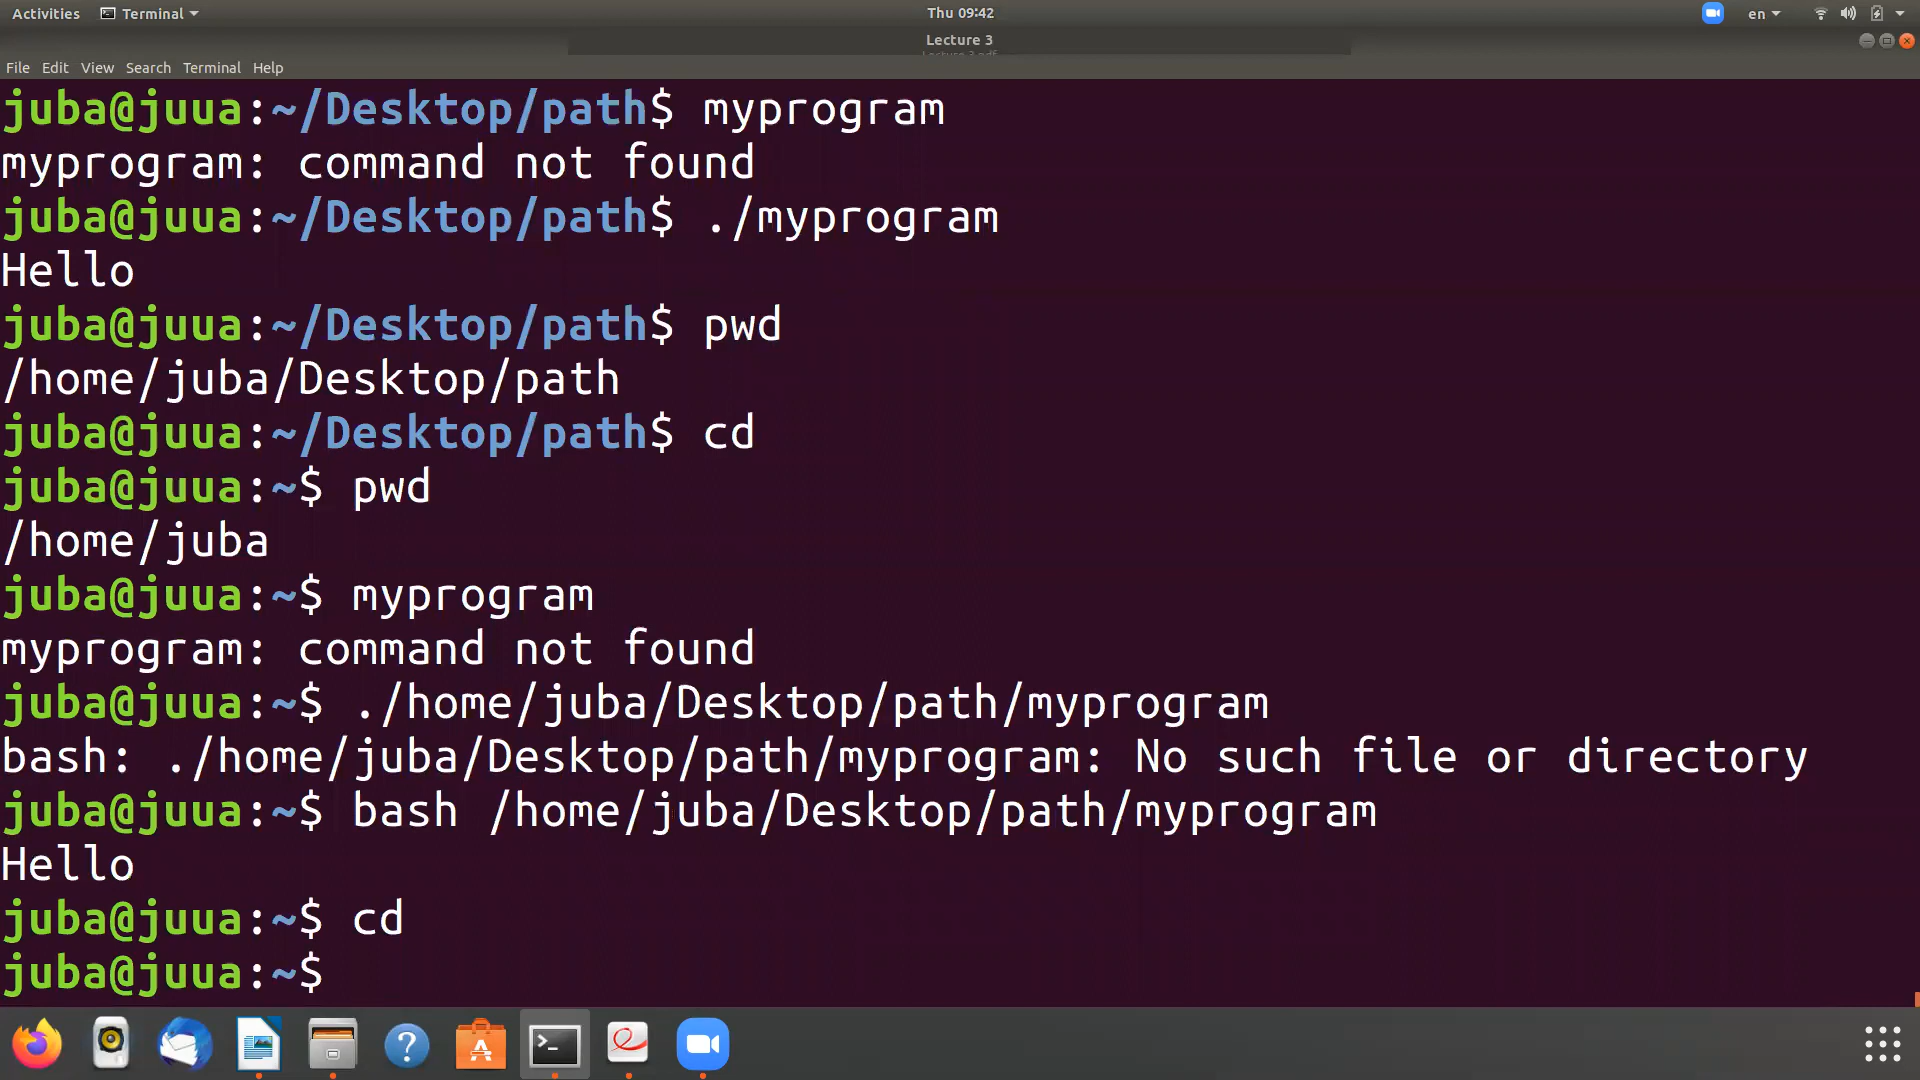 Activities Terminal Thu 09:42 en
Lecture 3
File Edit View Search Terminal Help
juba@juua:~/Desktop/path$ myprogram
myprogram: command not found
juba@juua:~/Desktop/path$ ./myprogram
Hello
juba@juua:~/Desktop/path$ pwd
/home/juba/Desktop/path
juba@juua:~/Desktop/path$ cd
juba@juua:~$ pwd
/home/juba
juba@juua:~$ myprogram
myprogram: command not found
juba@juua:~$ ./home/juba/Desktop/path/myprogram
bash: ./home/juba/Desktop/path/myprogram: No such file or directory
juba@juua:~$ bash /home/juba/Desktop/path/myprogram
Hello
juba@juua:~$ cd
juba@juua:~$